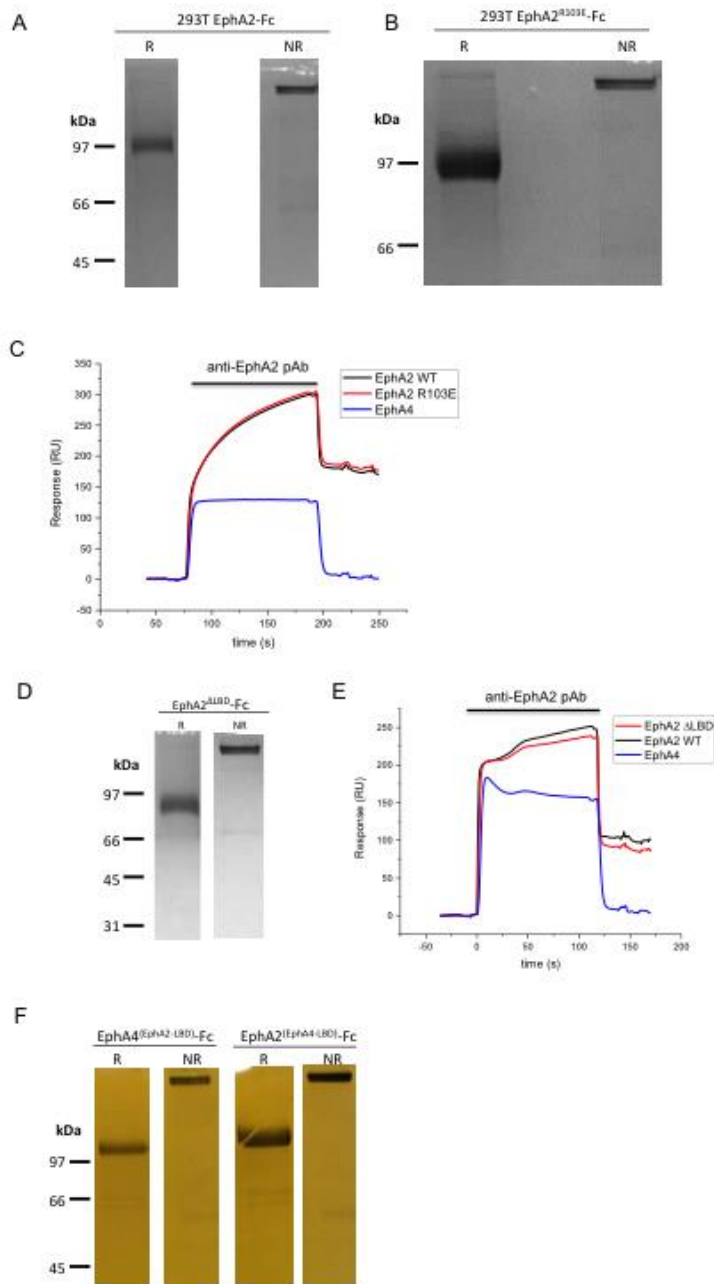 A
293T EphA2-Fc
R NR
kDa
97
66
45
B
293T EphA2R103E-Fc
R NR
kDa
97
66
C
anti-EphA2 pAb
EphA2 WT
EphA2 R103E
EphA4
Response (RU)
300
250
200
150
100
50
0
-50
0 50 100 150 200 250
time (s)
D
EphA2ΔLBD-Fc
R NR
kDa
97
66
45
31
E
anti-EphA2 pAb
EphA2 ΔLBD
EphA2 WT
EphA4
Response (RU)
250
200
150
100
50
0
-50 0 50 100 150 200
time (s)
F
EphA4(EphA2-LBD)-Fc EphA2(EphA4-LBD)-Fc
R NR R NR
kDa
97
66
45